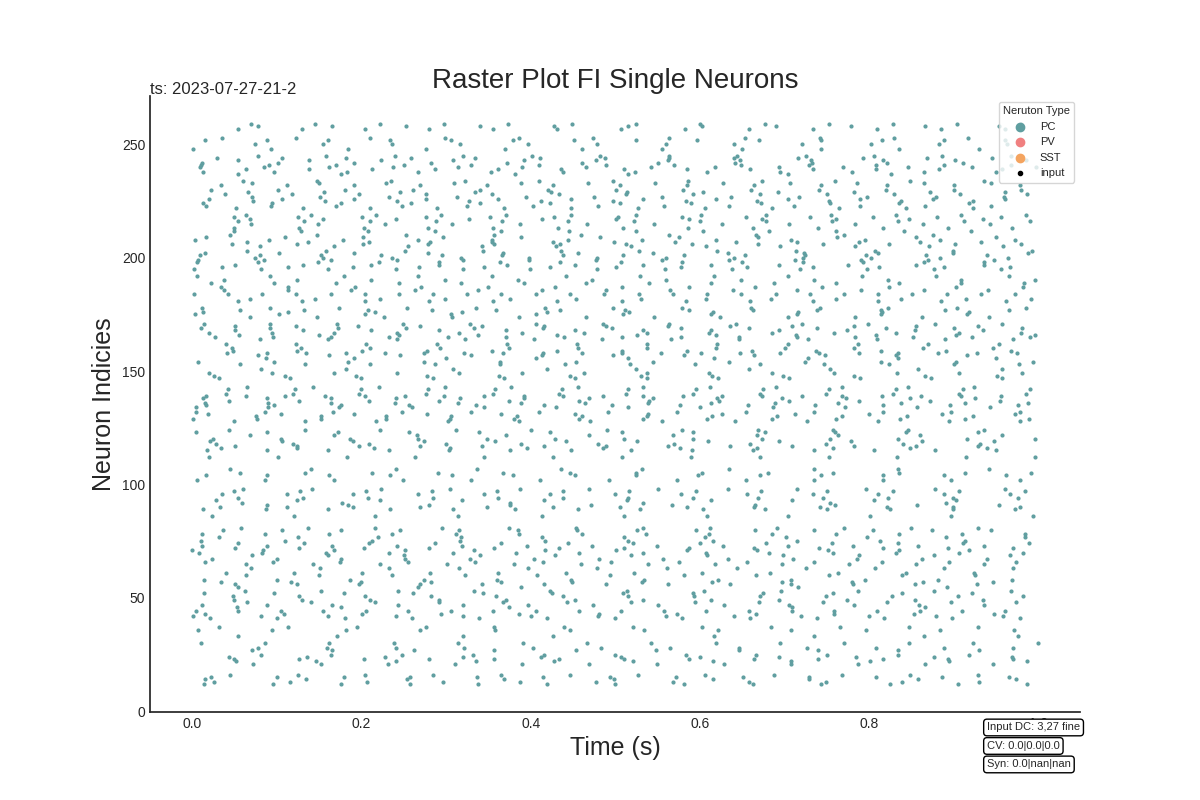 Raster Plot FI Single Neurons
ts: 2023-07-27-21-2
Neruton Type
PC
PV
SST
input
Neuron Indicies
250
200
150
100
50
0
0.0 0.2 0.4 0.6 0.8
Time (s)
Input DC: 3,27 fine
CV: 0.0|0.0|0.0
Syn: 0.0|nan|nan